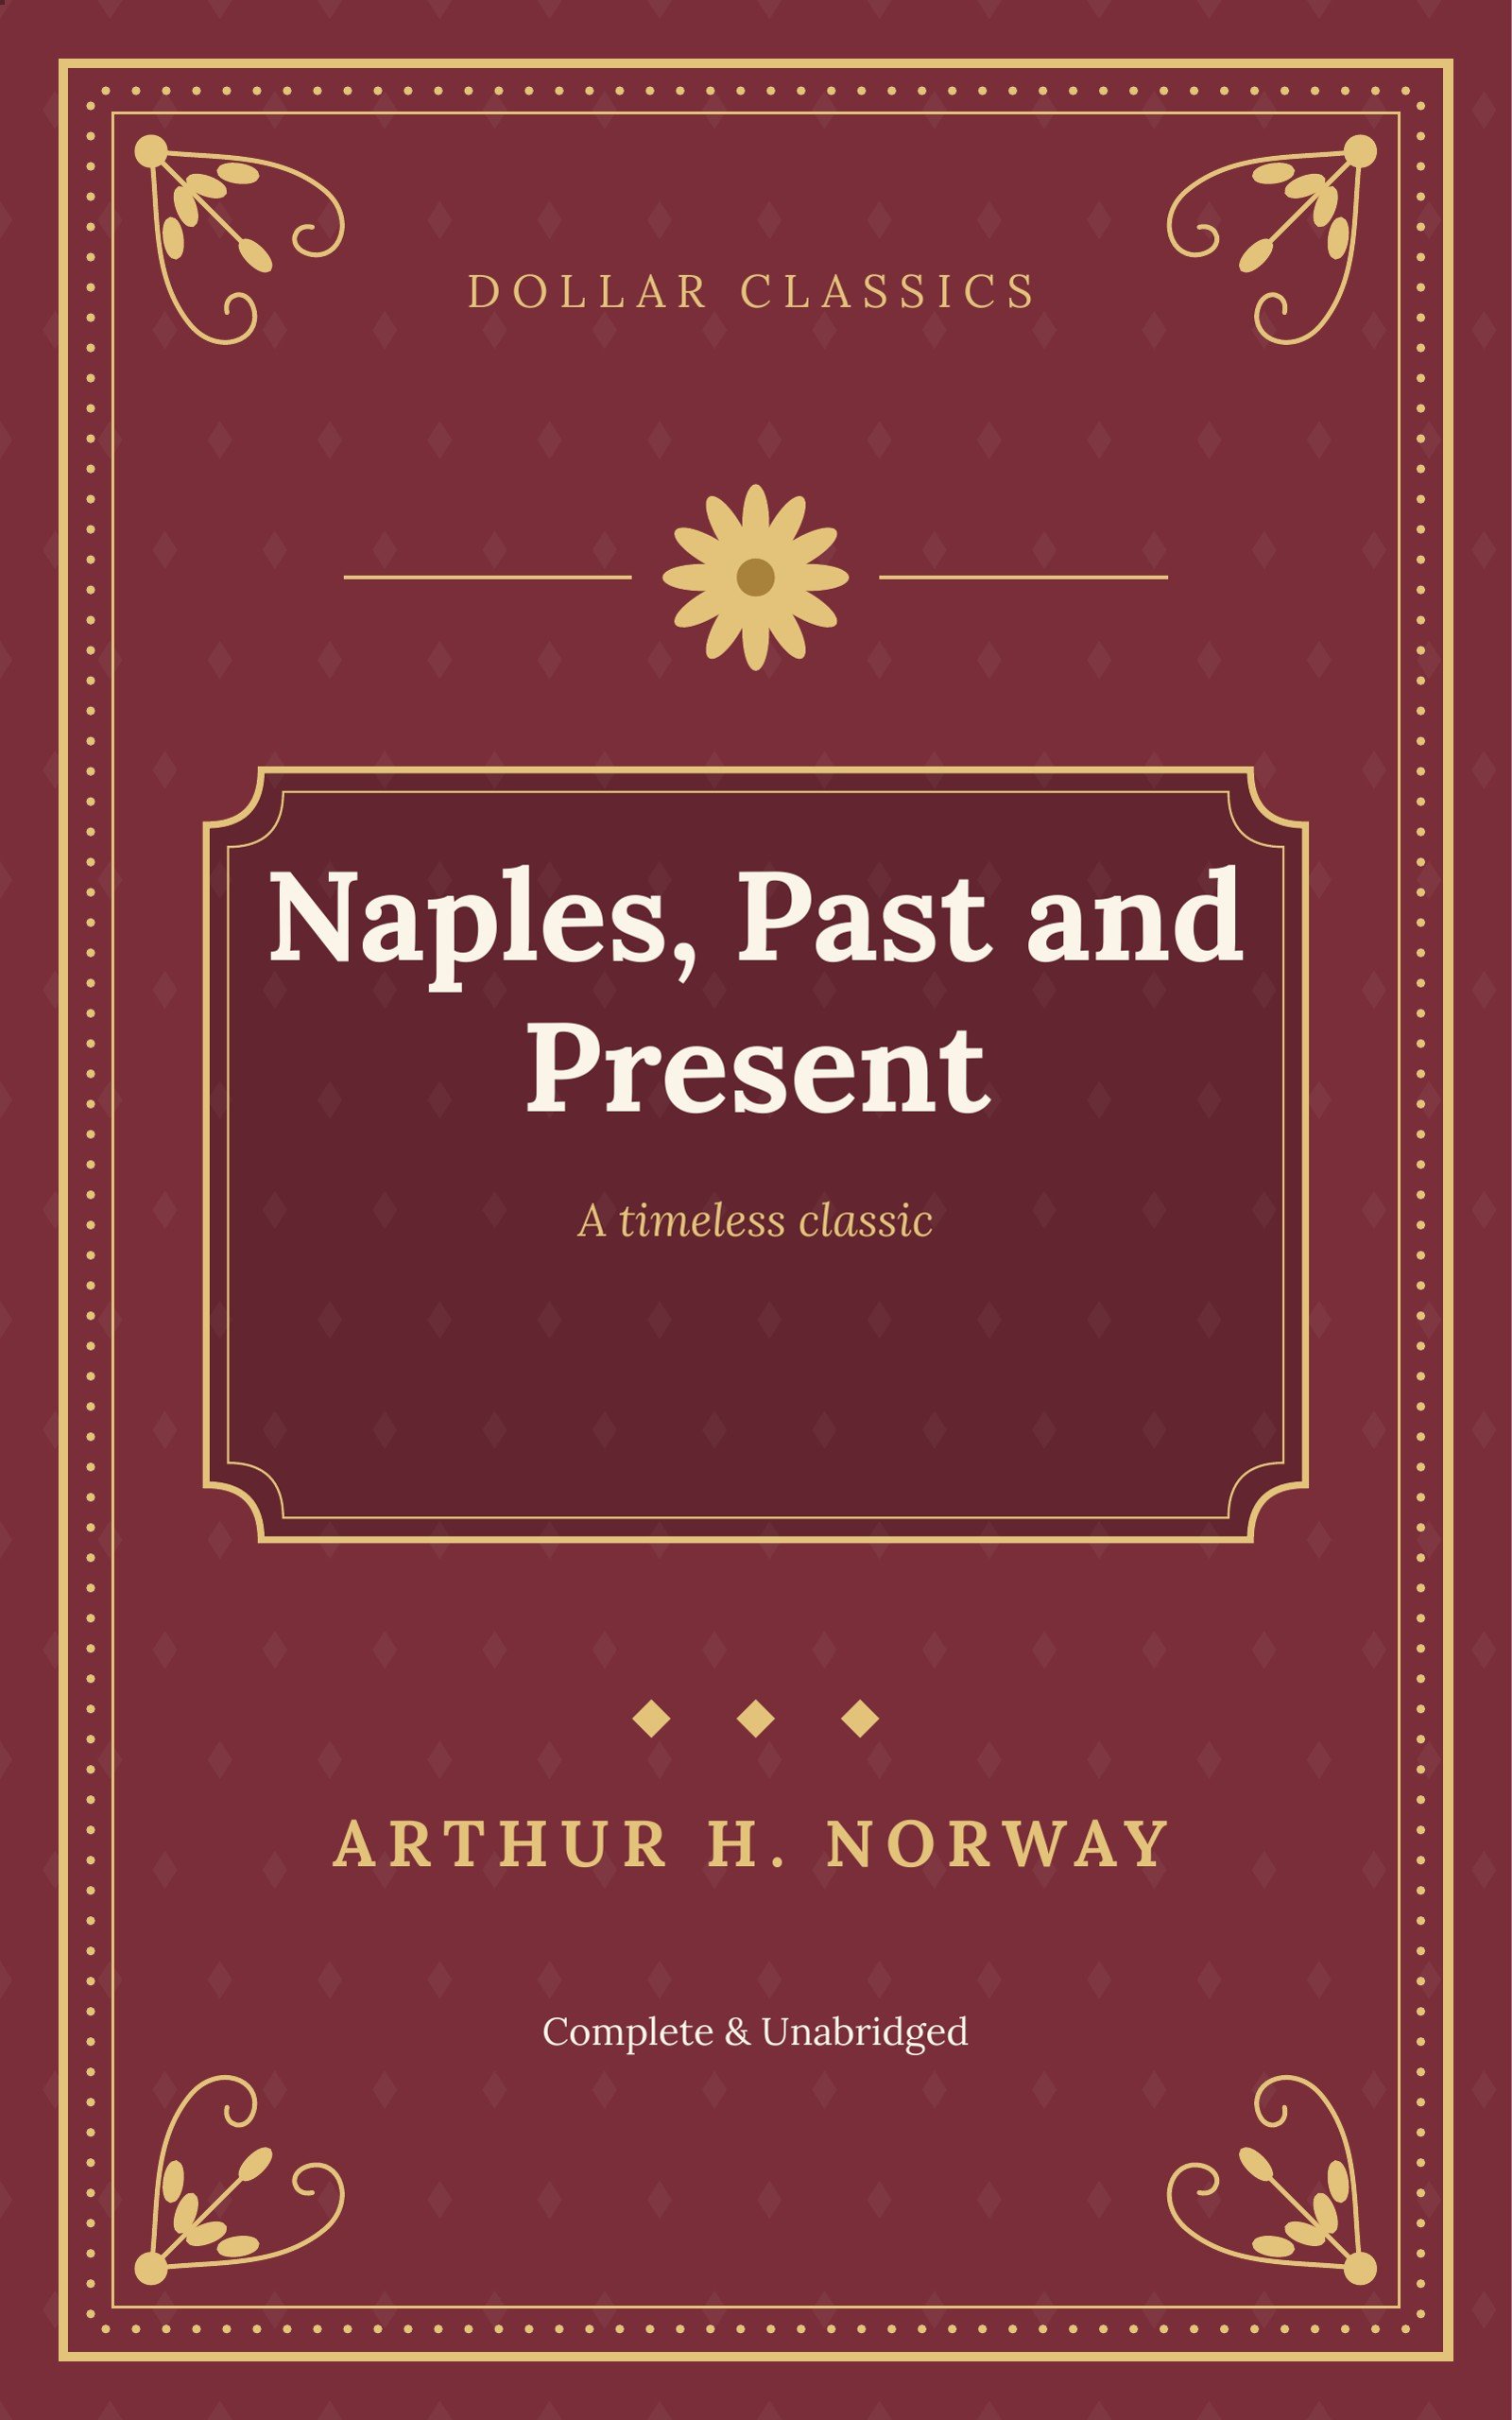 DOLLAR CLASSICS
Naples, Past and
Present
A timeless classic
ARTHUR H. NORWAY
Complete & Unabridged